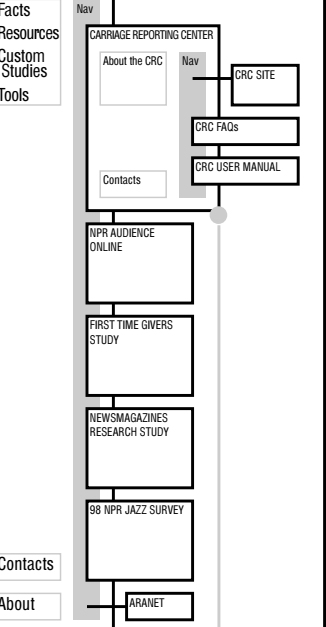 Facts
Resources
Custom
Studies
Tools
Nav
CARRIAGE REPORTING CENTER
About the CRC
Nav
CRC SITE
CRC FAQs
CRC USER MANUAL
Contacts
NPR AUDIENCE
ONLINE
FIRST TIME GIVERS
STUDY
NEWSMAGAZINES
RESEARCH STUDY
98 NPR JAZZ SURVEY
Contacts
About
ARANET